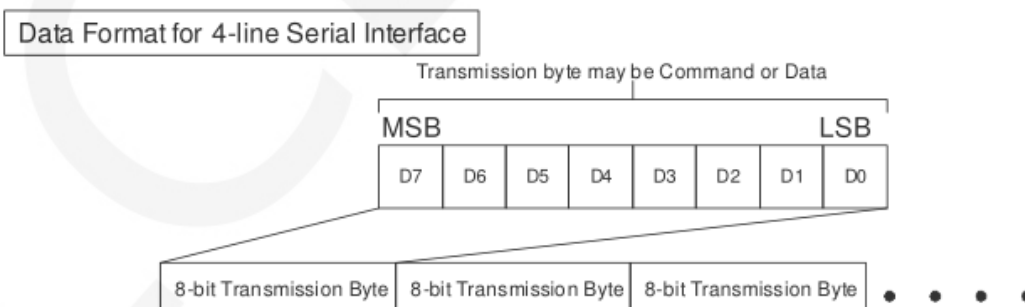 Data Format for 4-line Serial Interface
Transmission byte may be Command or Data
MSB LSB
D7 D6 D5 D4 D3 D2 D1 D0
8-bit Transmission Byte 8-bit Transmission Byte 8-bit Transmission Byte